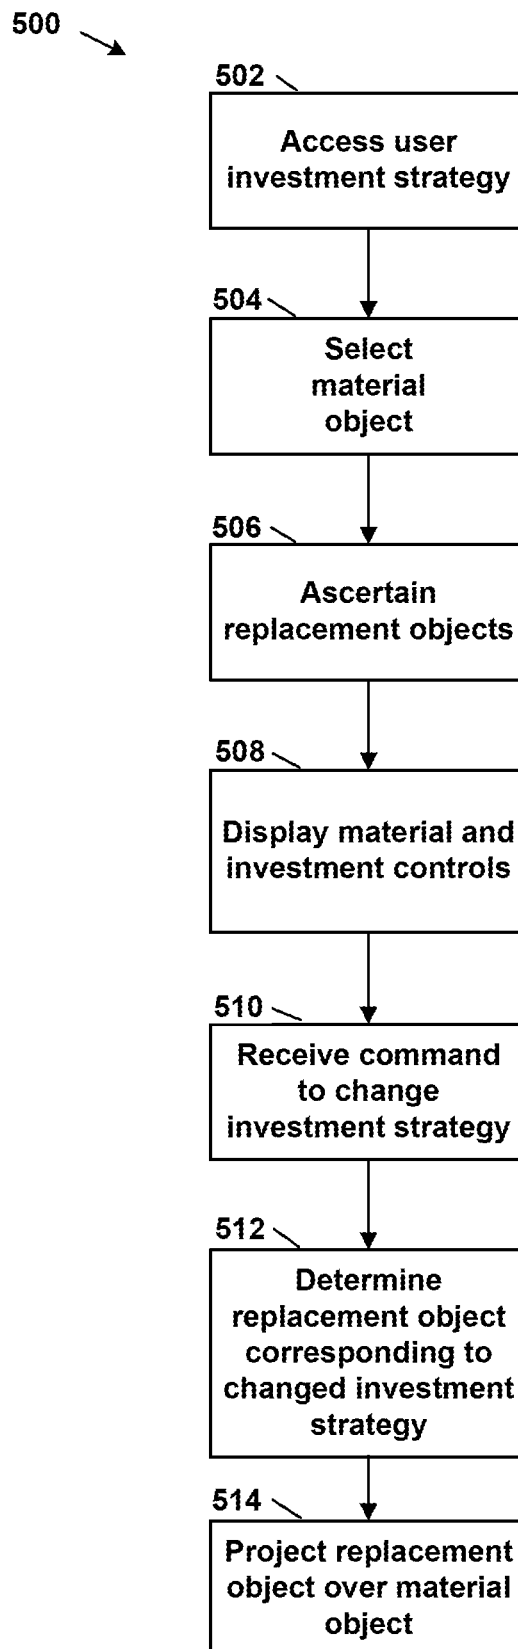 500
502
Access user
investment strategy
504
Select
material
object
506
Ascertain
replacement objects
508
Display material and
investment controls
510
Receive command
to change
investment strategy
512
Determine
replacement object
corresponding to
changed investment
strategy
514
Project replacement
object over material
object